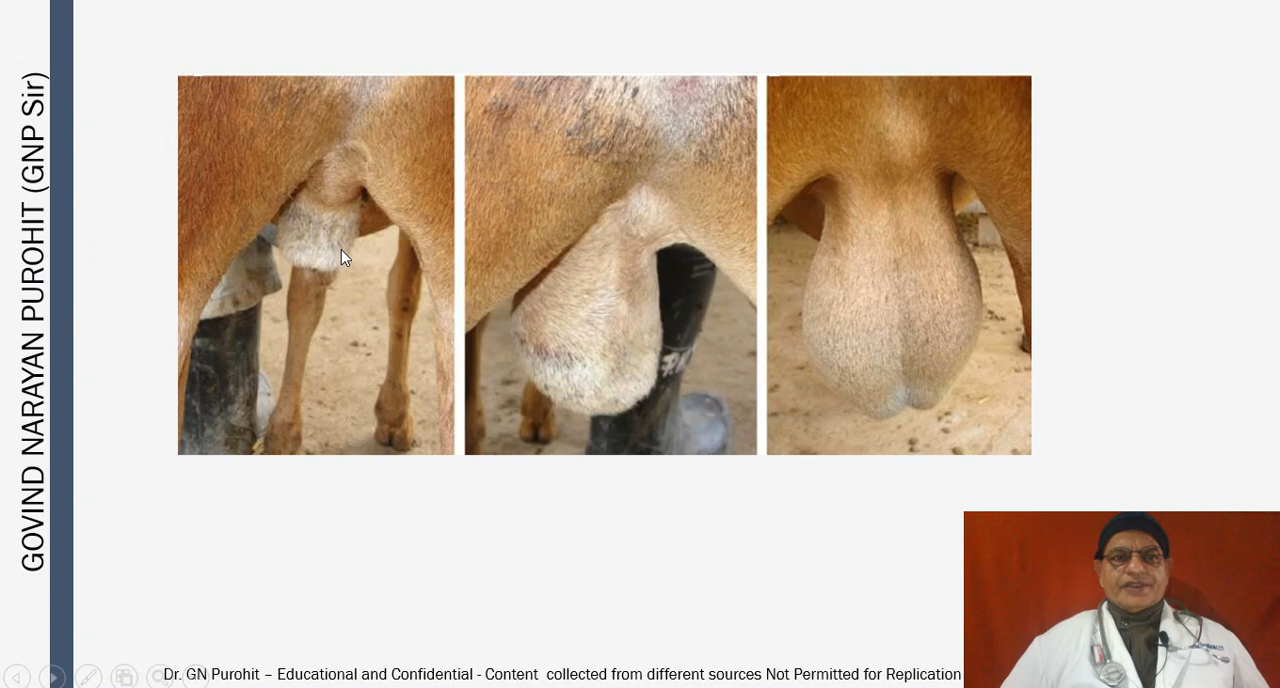 GOVIND NARAYAN PUROHIT (GNP Sir)
Dr. GN Purohit – Educational and Confidential - Content collected from different sources Not Permitted for Replication